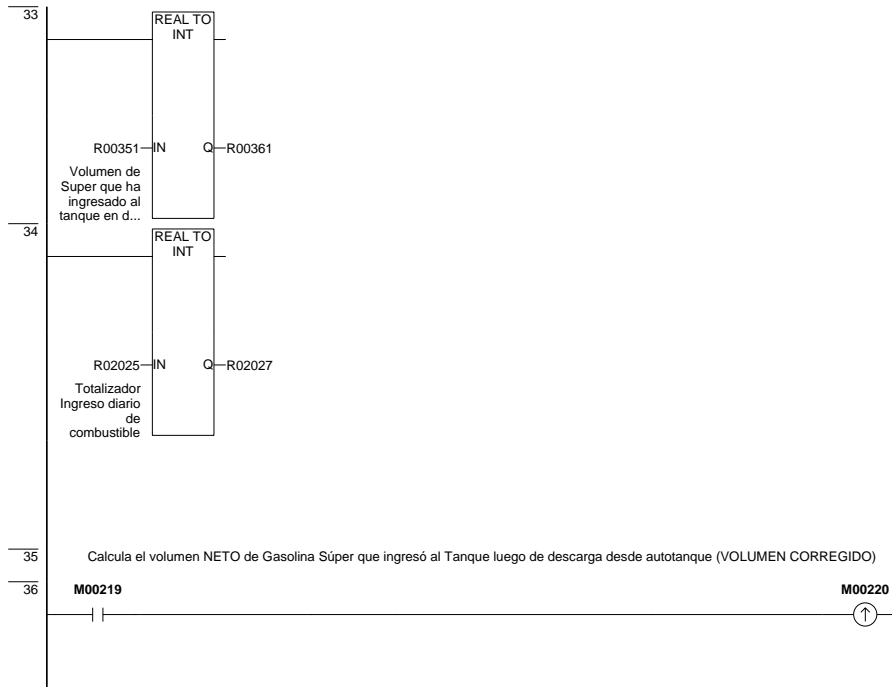 33
REAL TO
INT
R00351 IN Q R00361
Volumen de
Super que ha
ingresado al
tanque en d...
34
REAL TO
INT
R02025 IN Q R02027
Totalizador
Ingreso diario
de
combustible
35 Calcula el volumen NETO de Gasolina Súper que ingresó al Tanque luego de descarga desde autotanque (VOLUMEN CORREGIDO)
36 M00219 M00220